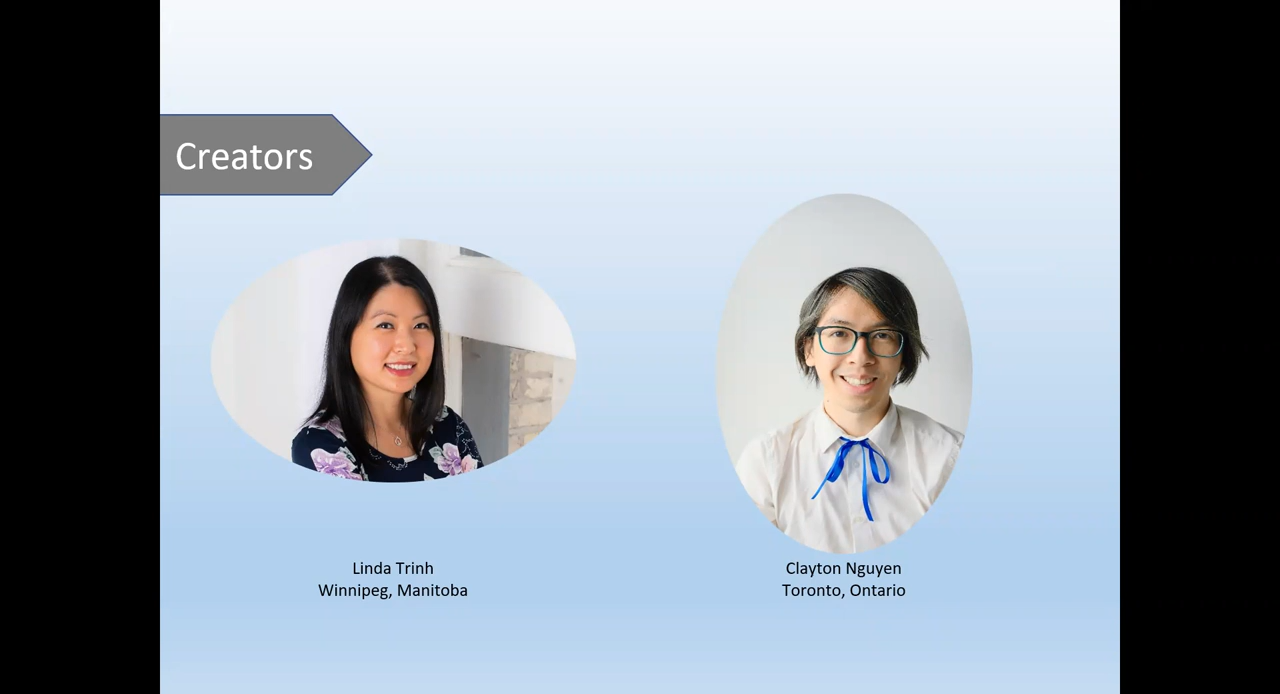 Creators
Linda Trinh
Winnipeg, Manitoba
Clayton Nguyen
Toronto, Ontario